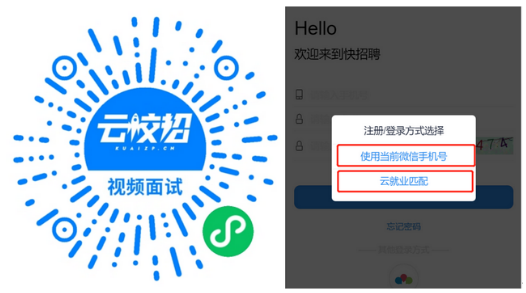 云校招
KUAIZP.CN
视频面试
Hello
欢迎来到快招聘
注册/登录方式选择
使用当前微信手机号
云就业匹配
忘记密码